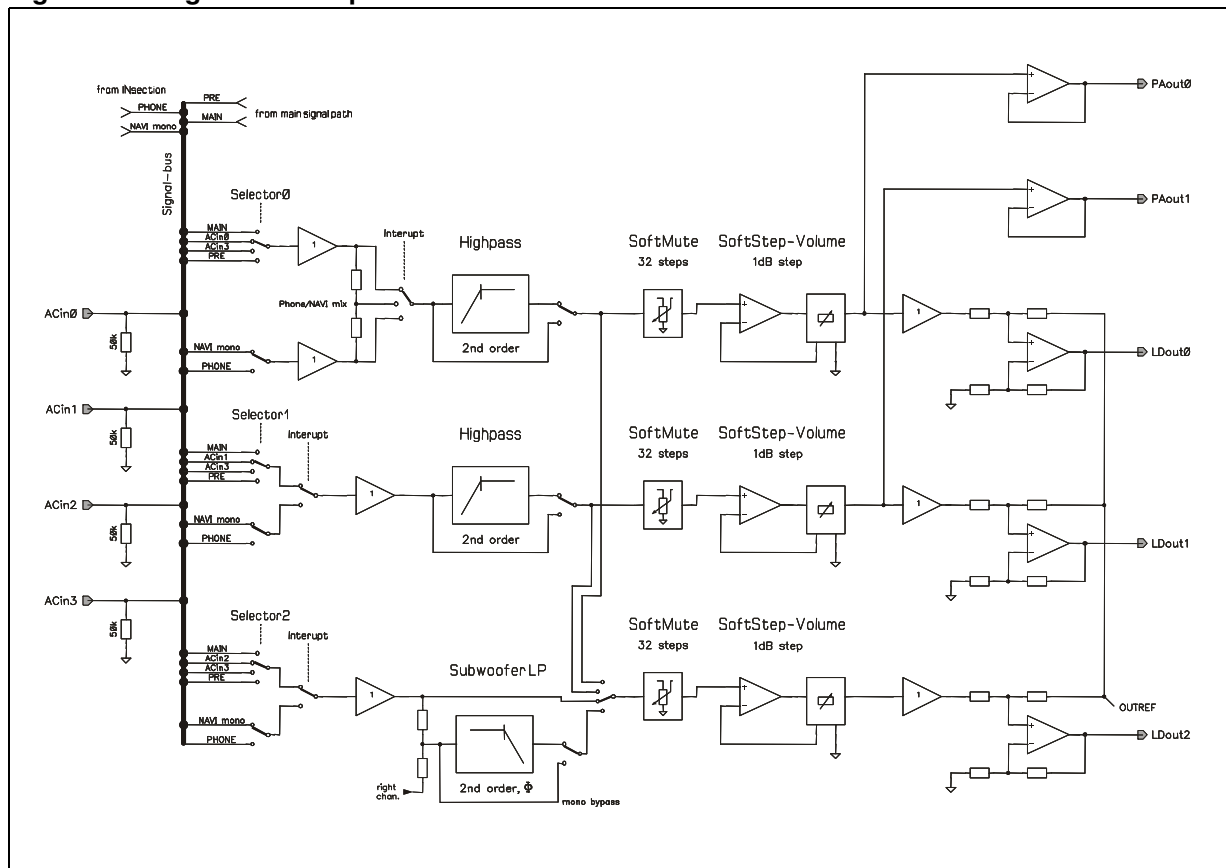 from INsection
PHONE
NAVI mono
PRE
MAIN
from main signal path
Signal-bus
PAout0
PAout1
Selector0
MAIN
ACin0
ACin3
PRE
1
Interupt
Highpass
2nd order
Phone/NAVI mix
NAVI mono
PHONE
1
SoftMute
32 steps
SoftStep-Volume
1dB step
1
LDout0
ACin0
50k
ACin1
50k
ACin2
50k
ACin3
50k
Selector1
MAIN
ACin1
ACin3
PRE
NAVI mono
PHONE
Interupt
1
Highpass
2nd order
SoftMute
32 steps
SoftStep-Volume
1dB step
1
LDout1
Selector2
MAIN
ACin2
ACin3
PRE
NAVI mono
PHONE
Interupt
1
Subwoofer LP
2nd order, Φ
right
chan.
mono bypass
SoftMute
32 steps
SoftStep-Volume
1dB step
1
OUTREF
LDout2